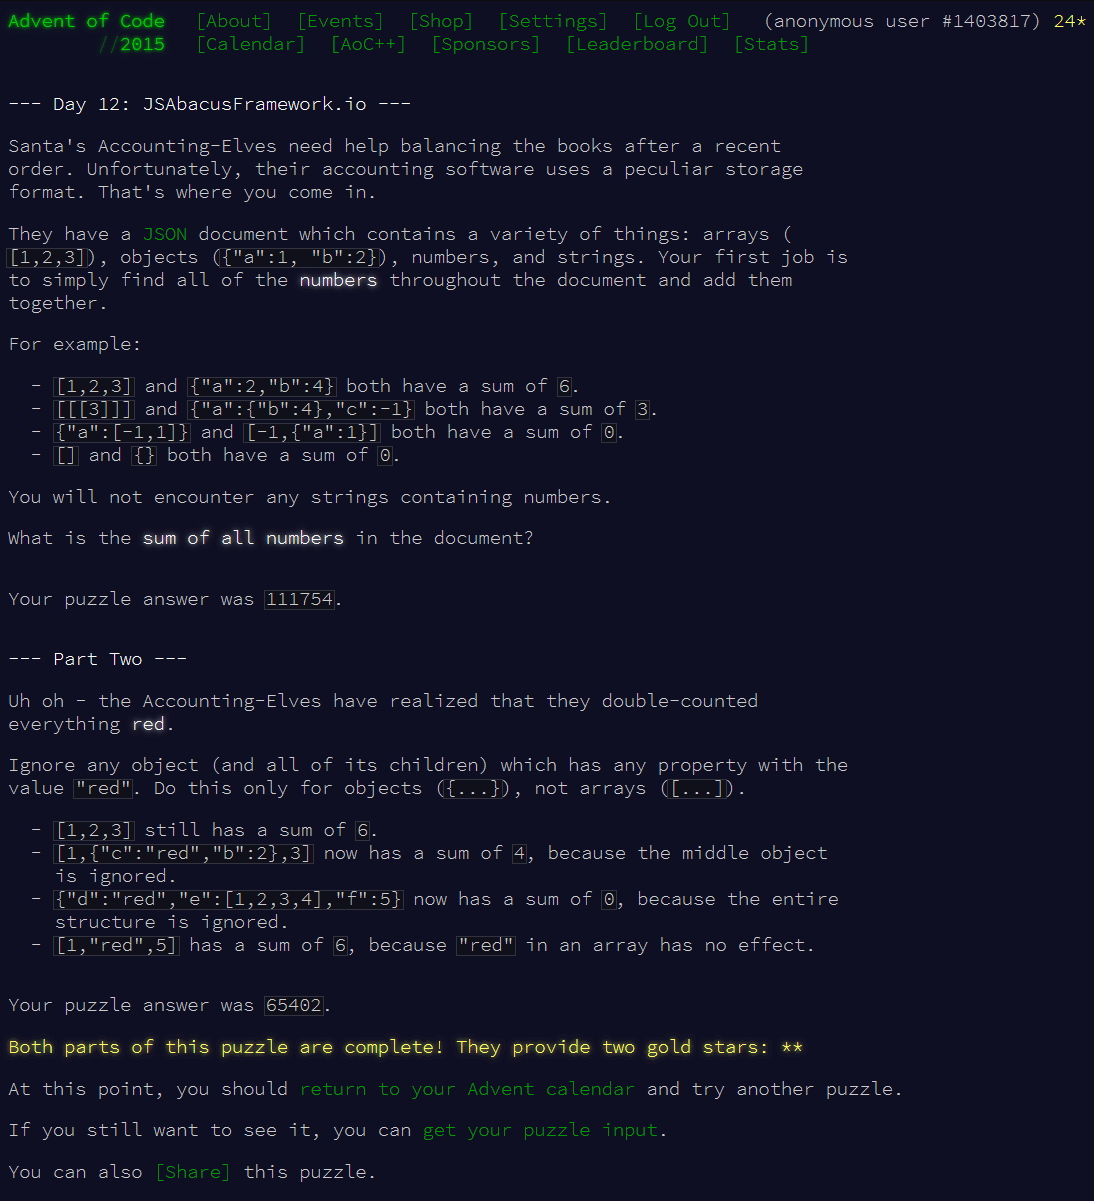 Advent of Code [About] [Events] [Shop] [Settings] [Log Out] (anonymous user #1403817) 24*
//2015 [Calendar] [AoC++] [Sponsors] [Leaderboard] [Stats]
--- Day 12: JSAbacusFramework.io ---
Santa's Accounting-Elves need help balancing the books after a recent
order. Unfortunately, their accounting software uses a peculiar storage
format. That's where you come in.
They have a JSON document which contains a variety of things: arrays (
[1,2,3]), objects ({"a":1, "b":2}), numbers, and strings. Your first job is
to simply find all of the numbers throughout the document and add them
together.
For example:
- [1,2,3] and {"a":2,"b":4} both have a sum of 6.
- [[[3]]] and {"a":{"b":4},"c":-1} both have a sum of 3.
- {"a":[-1,1]} and [-1,{"a":1}] both have a sum of 0.
- [] and {} both have a sum of 0.
You will not encounter any strings containing numbers.
What is the sum of all numbers in the document?
Your puzzle answer was 111754.
--- Part Two ---
Uh oh - the Accounting-Elves have realized that they double-counted
everything red.
Ignore any object (and all of its children) which has any property with the
value "red". Do this only for objects ({...}), not arrays ([...]).
- [1,2,3] still has a sum of 6.
- [1,{"c":"red","b":2},3] now has a sum of 4, because the middle object
is ignored.
- {"d":"red","e":[1,2,3,4],"f":5} now has a sum of 0, because the entire
structure is ignored.
- [1,"red",5] has a sum of 6, because "red" in an array has no effect.
Your puzzle answer was 65402.
Both parts of this puzzle are complete! They provide two gold stars: **
At this point, you should return to your Advent calendar and try another puzzle.
If you still want to see it, you can get your puzzle input.
You can also [Share] this puzzle.